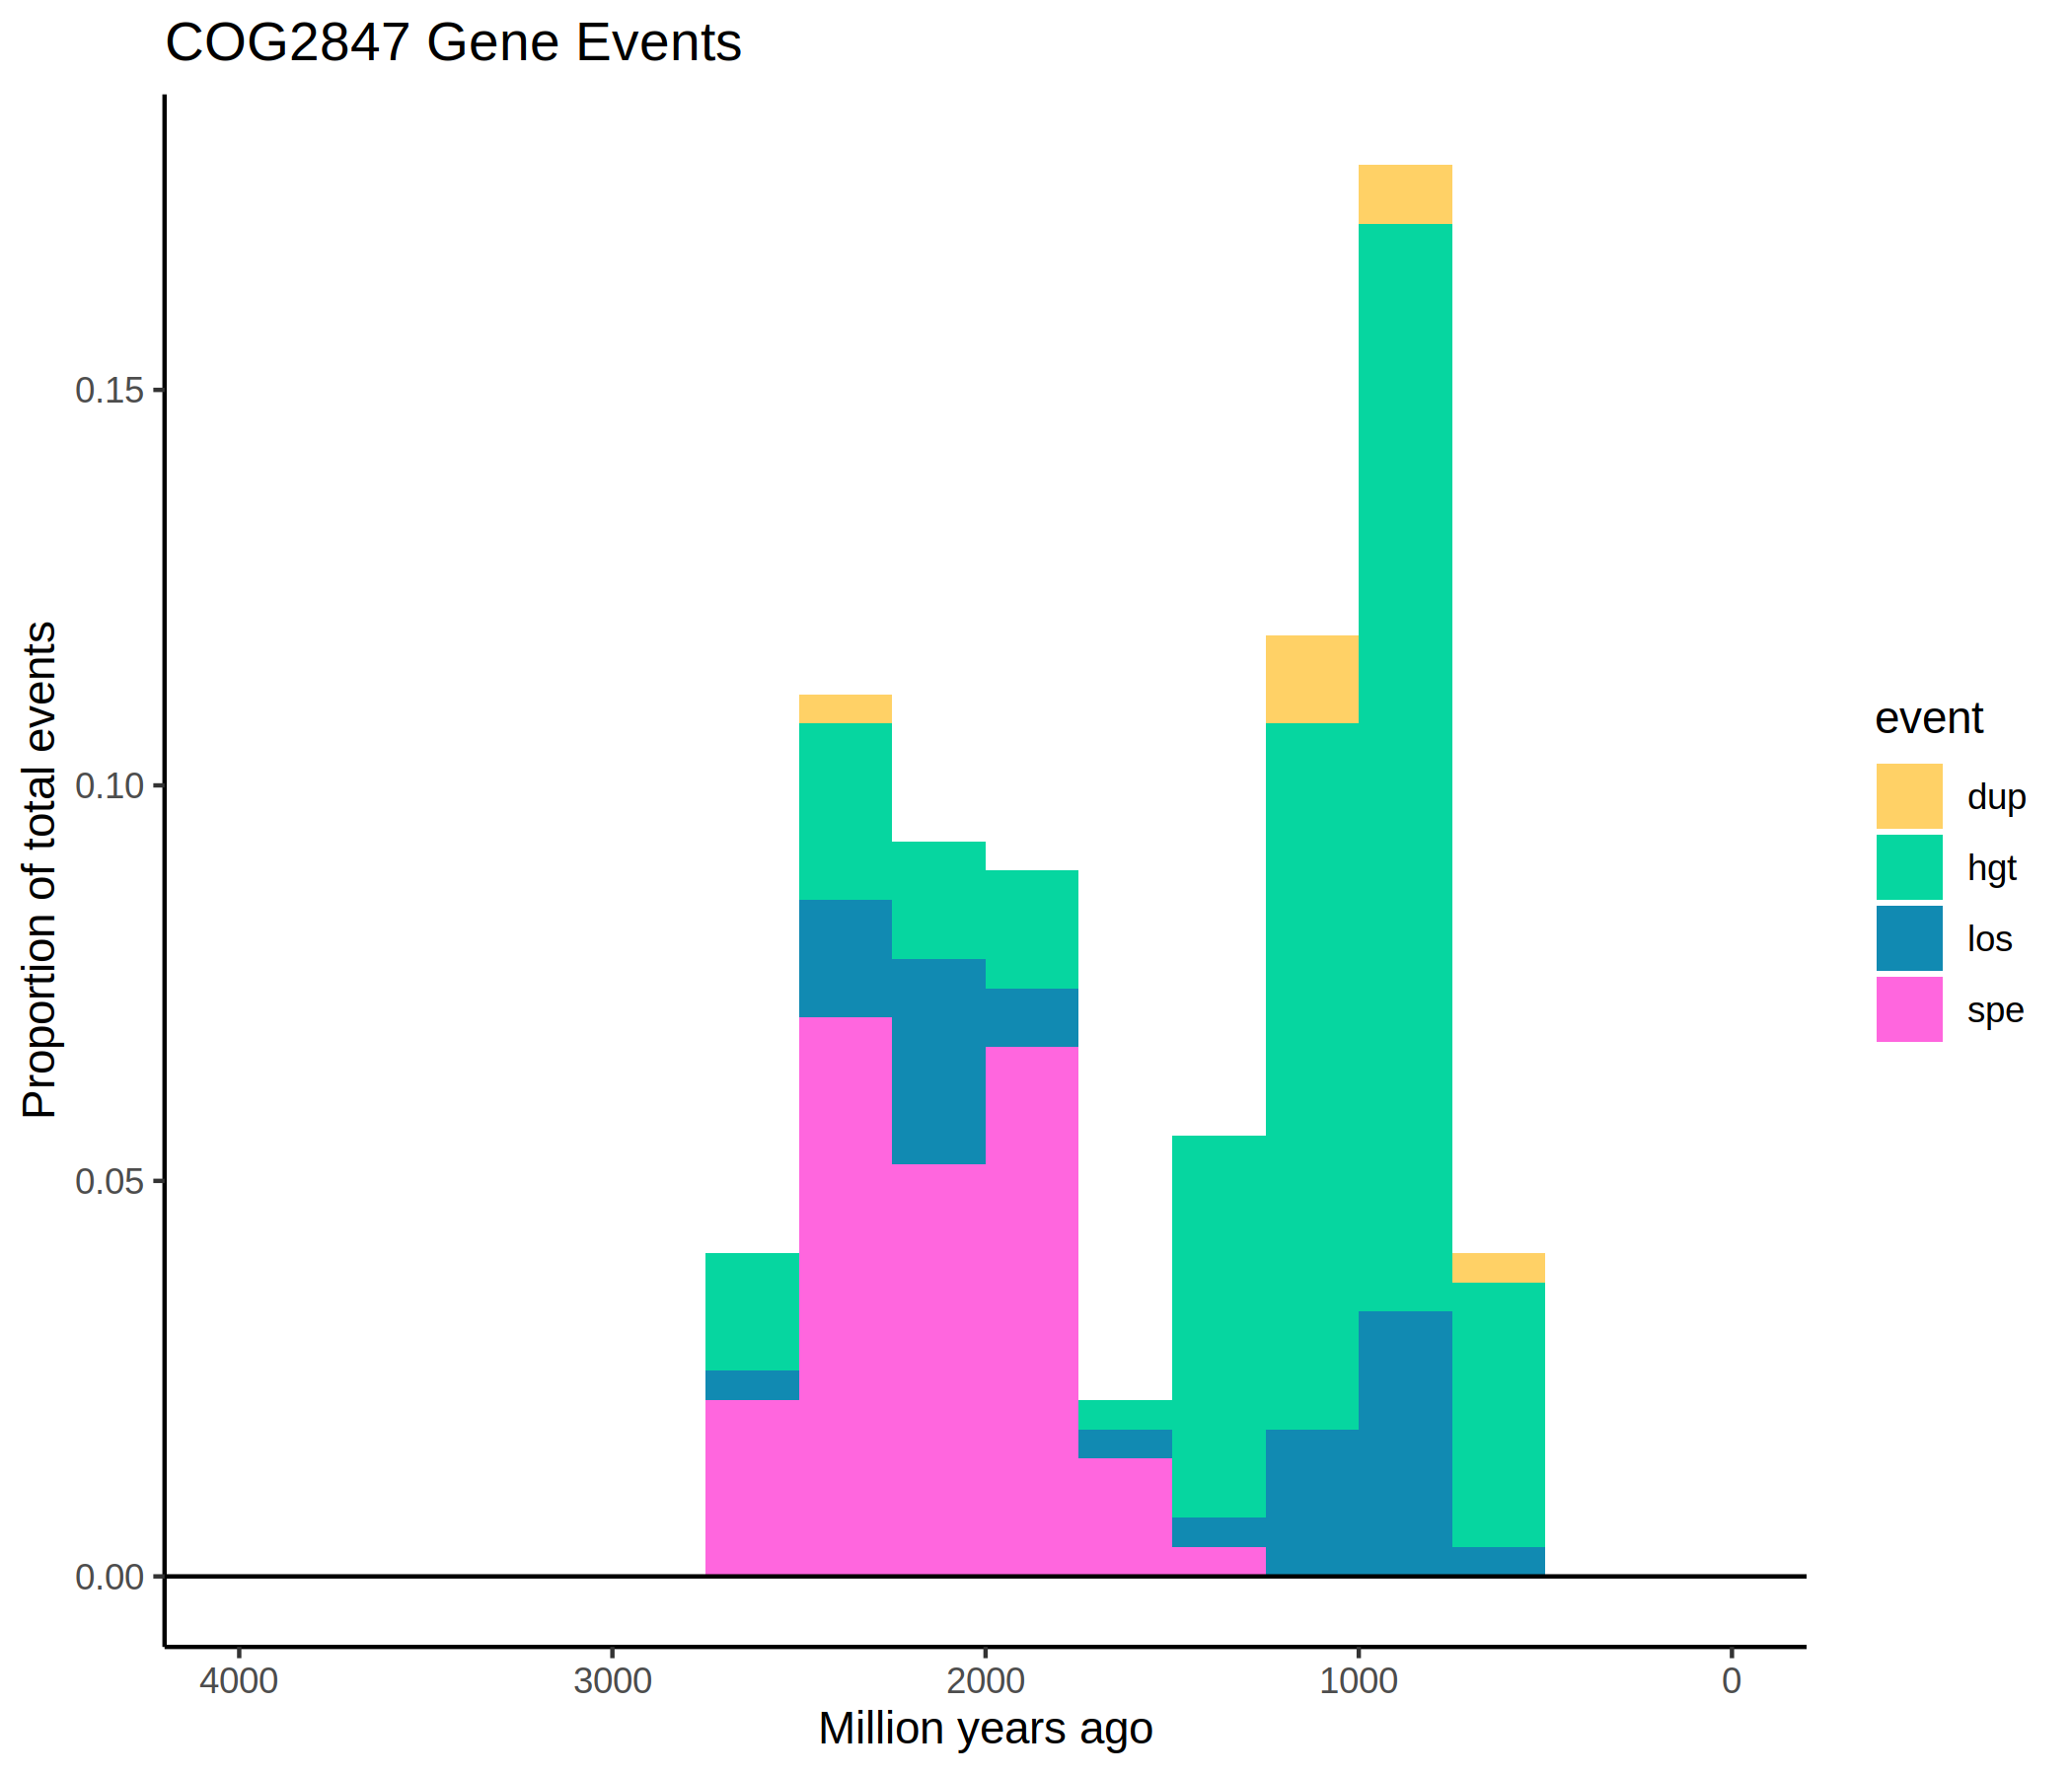 COG2847 Gene Events
Proportion of total events
0.15
0.10
0.05
0.00
4000 3000 2000 1000 0
Million years ago
event
dup
hgt
los
spe